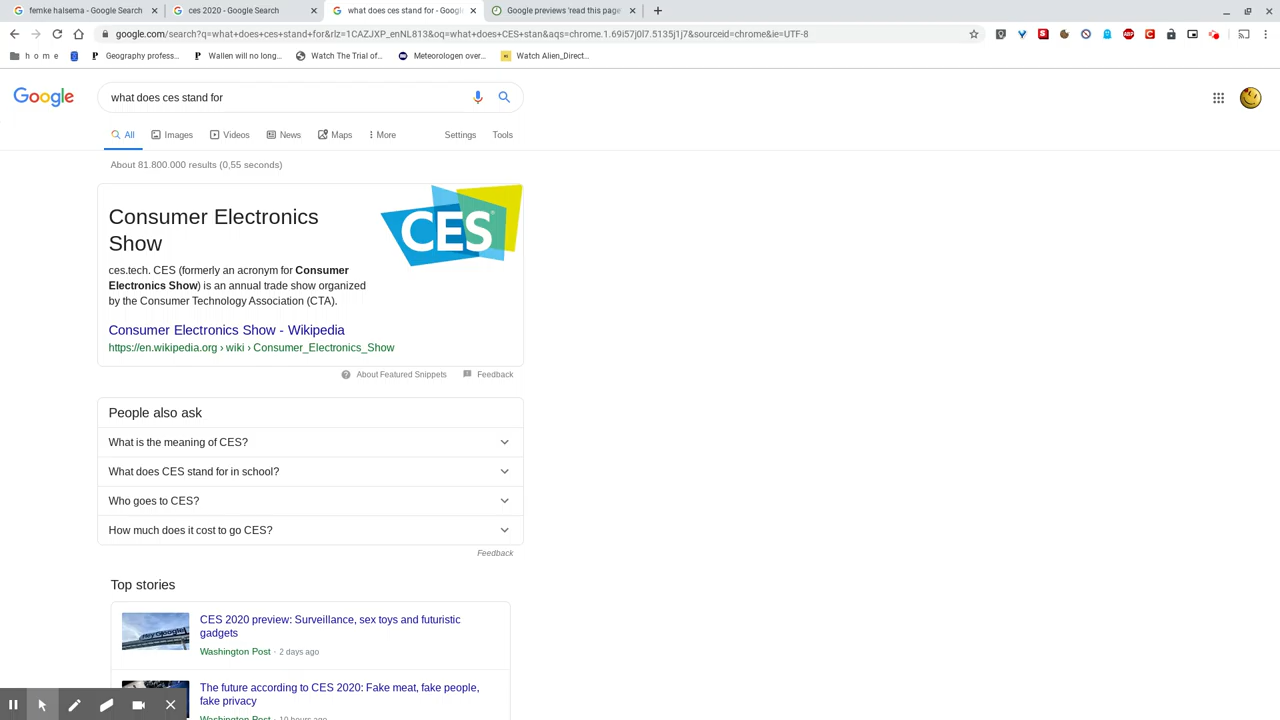 femke halsema - Google Search
ces 2020 - Google Search
what does ces stand for - Googl
Google previews 'read this page
google.com/search?q=what+does+ces+stand+for&rlz=1CAZJXP_enNL813&oq=what+does+CES+stan&aqs=chrome.1.69i57j0l7.5135j1j7&sourceid=chrome&ie=UTF-8
h o m e
Geography profess...
Wallen will no long...
Watch The Trial of...
Meteorologen over...
Watch Alien_Direct...
Google
what does ces stand for
All
Images
Videos
News
Maps
More
Settings
Tools
About 81.800.000 results (0,55 seconds)
Consumer Electronics
Show
CES
ces.tech. CES (formerly an acronym for Consumer
Electronics Show) is an annual trade show organized
by the Consumer Technology Association (CTA).
Consumer Electronics Show - Wikipedia
https://en.wikipedia.org › wiki › Consumer_Electronics_Show
About Featured Snippets
Feedback
People also ask
What is the meaning of CES?
What does CES stand for in school?
Who goes to CES?
How much does it cost to go CES?
Feedback
Top stories
CES 2020 preview: Surveillance, sex toys and futuristic
gadgets
Washington Post · 2 days ago
The future according to CES 2020: Fake meat, fake people,
fake privacy
Washington Post · 10 hours ago